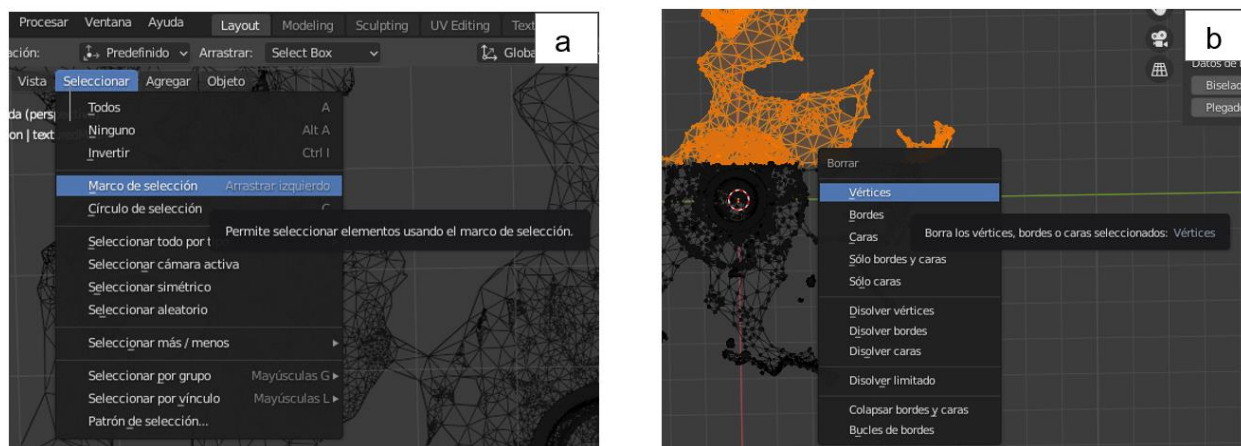 Procesar Ventana Ayuda Layout Modeling Sculpting UV Editing Text
ación: Predefinido Arrastrar: Select Box Globa
a
Vista Seleccionar Agregar Objeto
da (persp
on | text
Todos A
Ninguno Alt A
Invertir Ctrl I
Marco de selección Arrastrar izquierdo
Círculo de selección C
Permite seleccionar elementos usando el marco de selección.
Seleccionar todo por tipo
Seleccionar cámara activa
Seleccionar simétrico
Seleccionar aleatorio
Seleccionar más / menos
Seleccionar por grupo Mayúsculas G
Seleccionar por vínculo Mayúsculas L
Patrón de selección...
b
Datos de
Biselad
Plegado
Borrar
Vértices
Bordes
Caras
Borra los vértices, bordes o caras seleccionados: Vértices
Sólo bordes y caras
Sólo caras
Disolver vértices
Disolver bordes
Disolver caras
Disolver limitado
Colapsar bordes y caras
Bucles de bordes